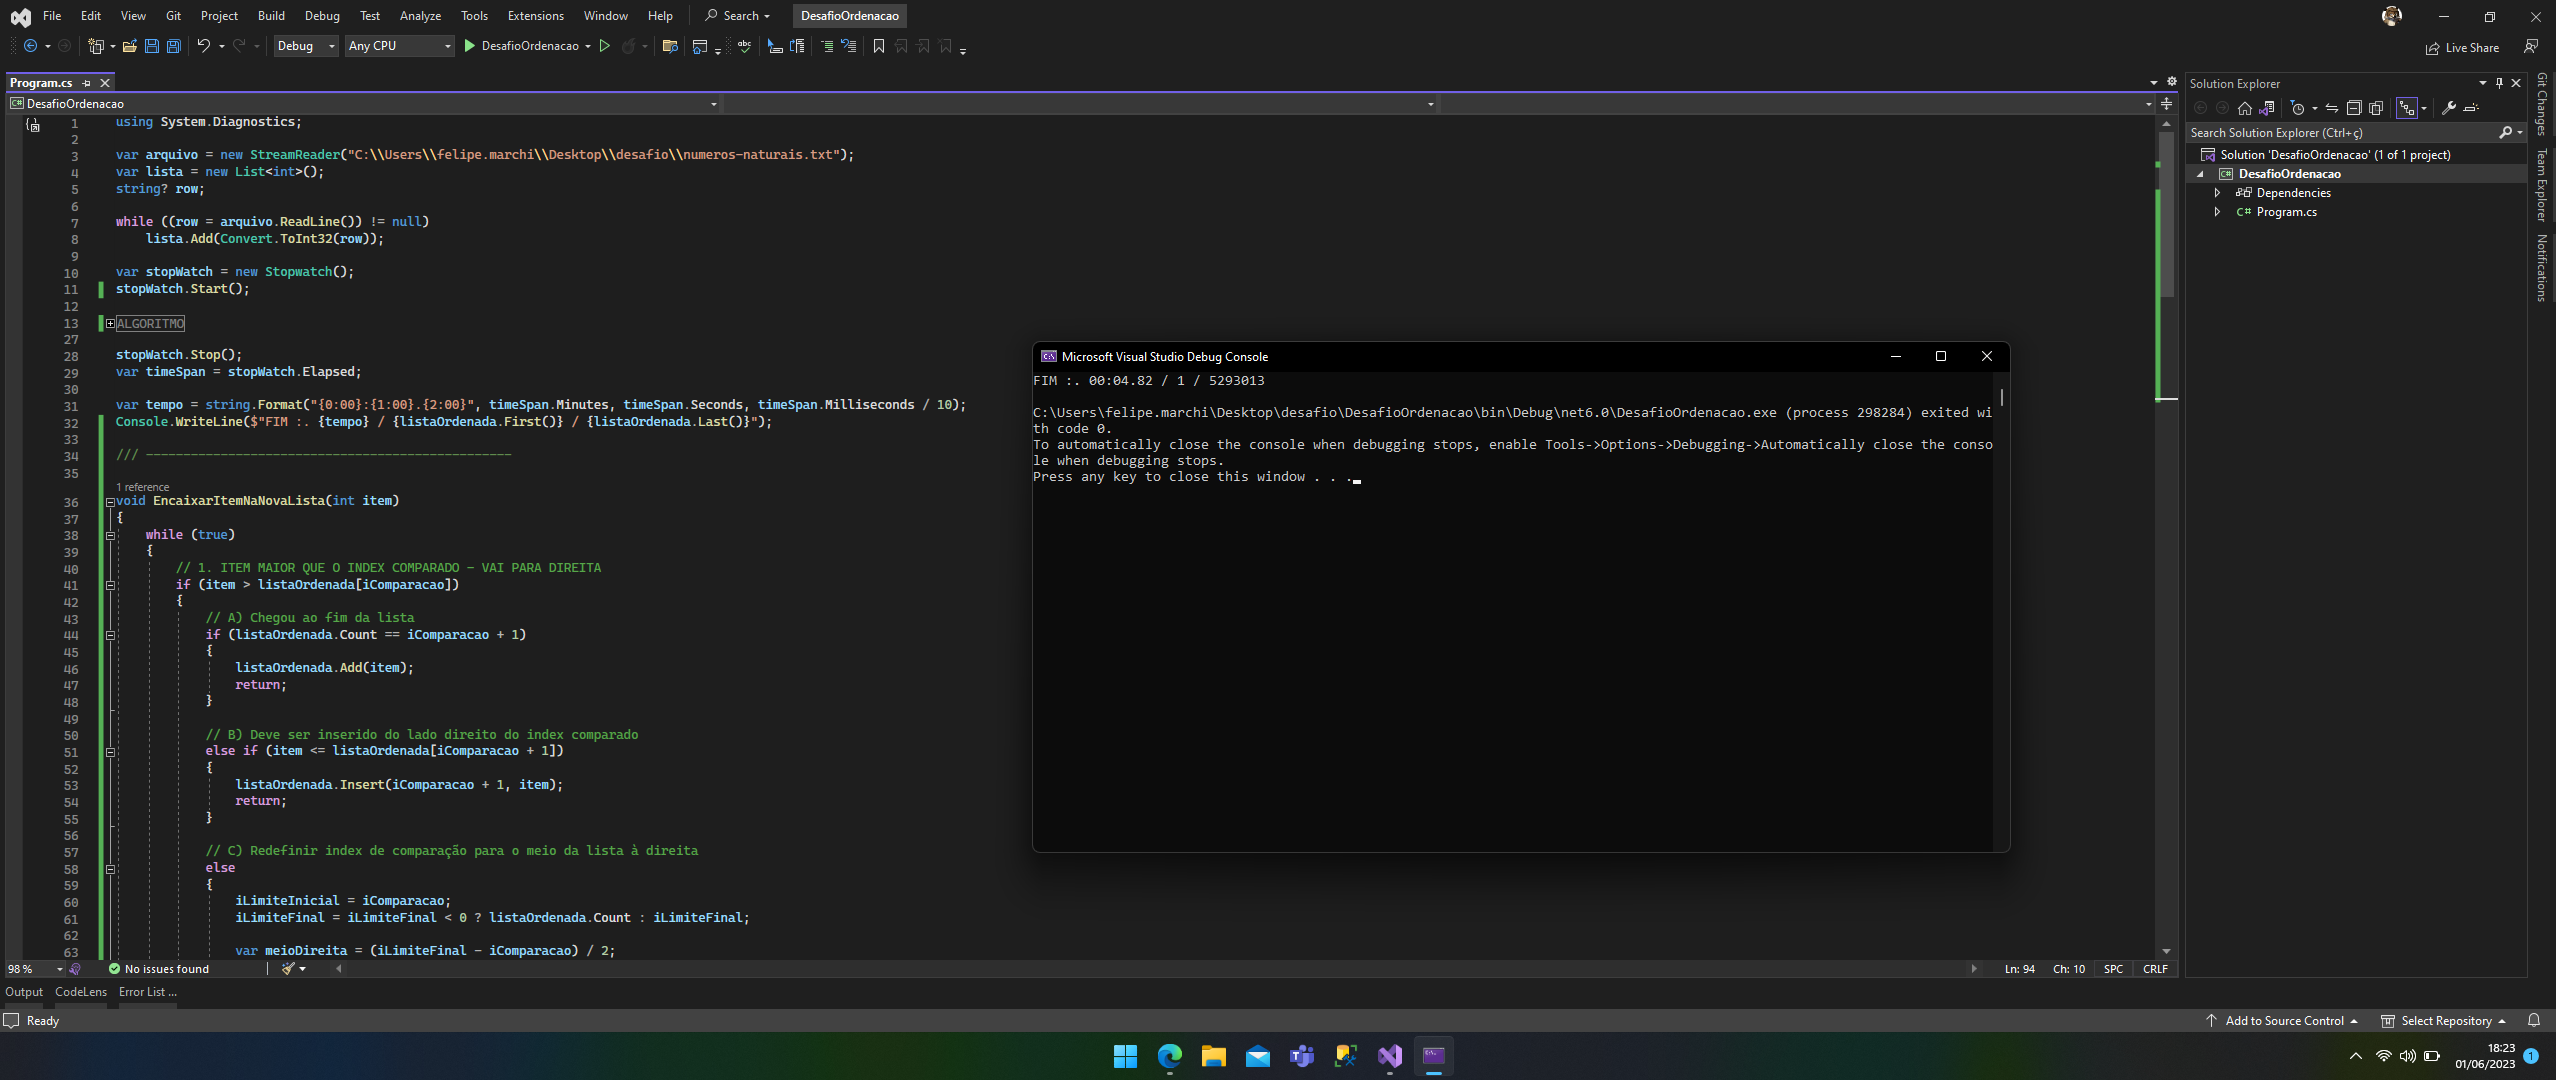 File Edit View Git Project Build Debug Test Analyze Tools Extensions Window Help Search DesafioOrdenacao
Debug Any CPU DesafioOrdenacao Live Share
Program.cs
DesafioOrdenacao
1 using System.Diagnostics;
2
3 var arquivo = new StreamReader("C:\\Users\\felipe.marchi\\Desktop\\desafio\\numeros-naturais.txt");
4 var lista = new List<int>();
5 string? row;
6
7 while ((row = arquivo.ReadLine()) != null)
8 lista.Add(Convert.ToInt32(row));
9
10 var stopWatch = new Stopwatch();
11 stopWatch.Start();
12
13 ALGORITMO
27
28 stopWatch.Stop();
29 var timeSpan = stopWatch.Elapsed;
30
31 var tempo = string.Format("{0:00}:{1:00}.{2:00}", timeSpan.Minutes, timeSpan.Seconds, timeSpan.Milliseconds / 10);
32 Console.WriteLine($"FIM :. {tempo} / {listaOrdenada.First()} / {listaOrdenada.Last()}");
33
34 /// -------------------------------------------------
35
1 reference
36 void EncaixarItemNaNovaLista(int item)
37 {
38 while (true)
39 {
40 // 1. ITEM MAIOR QUE O INDEX COMPARADO - VAI PARA DIREITA
41 if (item > listaOrdenada[iComparacao])
42 {
43 // A) Chegou ao fim da lista
44 if (listaOrdenada.Count == iComparacao + 1)
45 {
46 listaOrdenada.Add(item);
47 return;
48 }
49
50 // B) Deve ser inserido do lado direito do index comparado
51 else if (item <= listaOrdenada[iComparacao + 1])
52 {
53 listaOrdenada.Insert(iComparacao + 1, item);
54 return;
55 }
56
57 // C) Redefinir index de comparação para o meio da lista à direita
58 else
59 {
60 iLimiteInicial = iComparacao;
61 iLimiteFinal = iLimiteFinal < 0 ? listaOrdenada.Count : iLimiteFinal;
62
63 var meioDireita = (iLimiteFinal - iComparacao) / 2;
98 % No issues found Ln: 94 Ch: 10 SPC CRLF
Output CodeLens Error List ...
Ready Add to Source Control Select Repository
Microsoft Visual Studio Debug Console
FIM :. 00:04.82 / 1 / 5293013
C:\Users\felipe.marchi\Desktop\desafio\DesafioOrdenacao\bin\Debug\net6.0\DesafioOrdenacao.exe (process 298284) exited wi
th code 0.
To automatically close the console when debugging stops, enable Tools->Options->Debugging->Automatically close the conso
le when debugging stops.
Press any key to close this window . . .
Solution Explorer
Search Solution Explorer (Ctrl+ç)
Solution 'DesafioOrdenacao' (1 of 1 project)
DesafioOrdenacao
Dependencies
C# Program.cs
Git Changes
Team Explorer
Notifications
18:23
01/06/2023
1